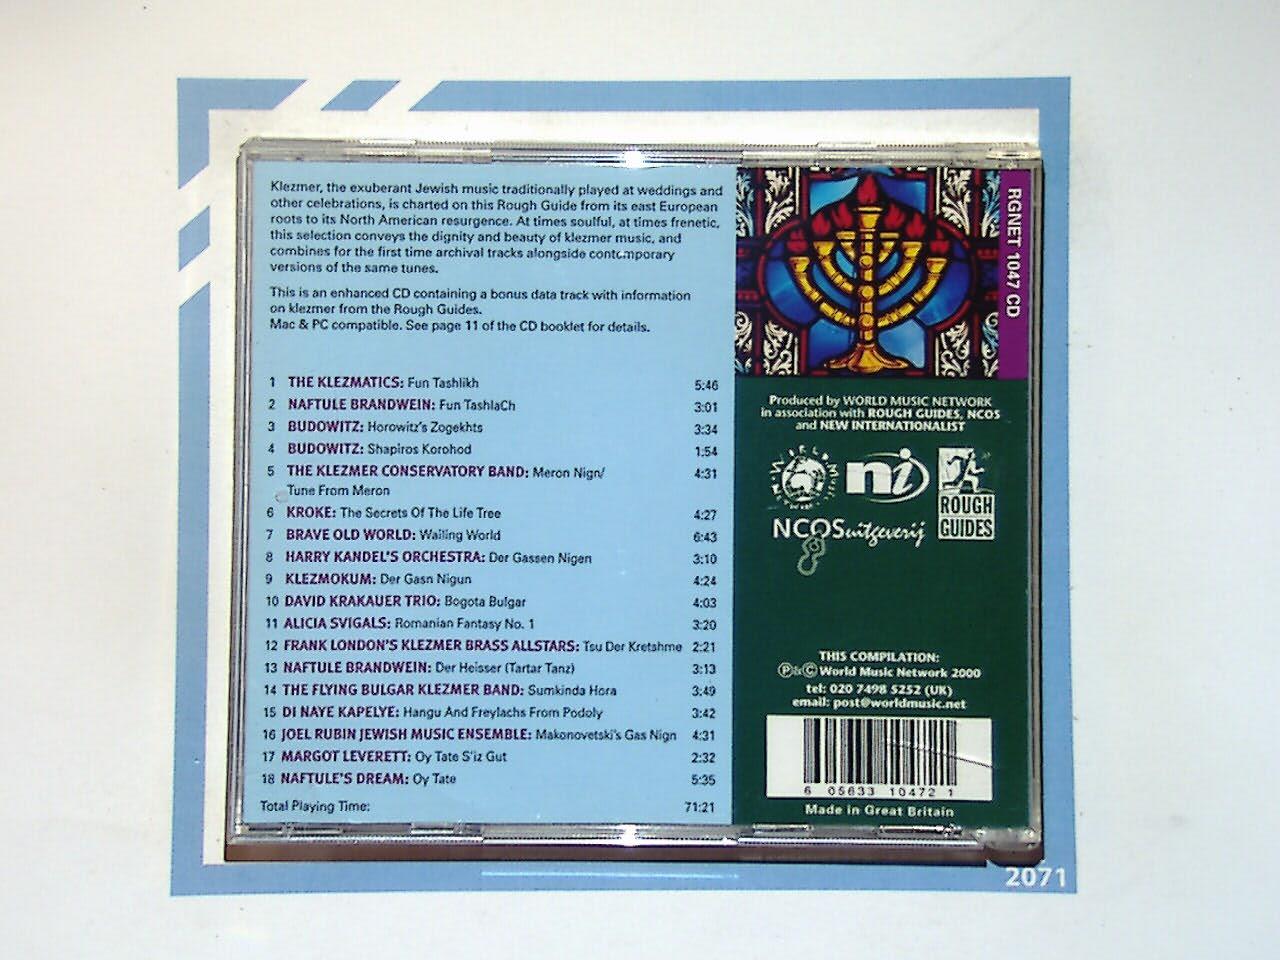 Klezmer, the exuberant Jewish music traditionally played at weddings and
other celebrations, is charted on this Rough Guide from its east European
roots to its North American resurgence. At times soulful, at times frenetic,
this selection conveys the dignity and beauty of klezmer music, and
combines for the first time archival tracks alongside contemporary
versions of the same tunes.
This is an enhanced CD containing a bonus data track with information
on klezmer from the Rough Guides.
Mac & PC compatible. See page 11 of the CD booklet for details.
1 THE KLEZMATICS: Fun Tashlikh 5:46
2 NAFTULE BRANDWEIN: Fun TashlaCh 3:01
3 BUDOWITZ: Horowitz's Zogekhts 3:34
4 BUDOWITZ: Shapiros Korohod 1:54
5 THE KLEZMER CONSERVATORY BAND: Meron Nign/ 4:31
Tune From Meron
6 KROKE: The Secrets Of The Life Tree 4:27
7 BRAVE OLD WORLD: Wailing World 6:43
8 HARRY KANDEL'S ORCHESTRA: Der Gassen Nigen 3:10
9 KLEZMOKUM: Der Gasn Nigun 4:24
10 DAVID KRAKAUER TRIO: Bogota Bulgar 4:03
11 ALICIA SVIGALS: Romanian Fantasy No. 1 3:20
12 FRANK LONDON'S KLEZMER BRASS ALLSTARS: Tsu Der Kretshme 2:21
13 NAFTULE BRANDWEIN: Der Heisser (Tartar Tanz) 3:13
14 THE FLYING BULGAR KLEZMER BAND: Sumkinda Hora 3:49
15 DI NAYE KAPELYE: Hangu And Freylachs From Podoly 3:42
16 JOEL RUBIN JEWISH MUSIC ENSEMBLE: Makonovetski's Gas Nign 4:31
17 MARGOT LEVERETT: Oy Tate S'iz Gut 2:32
18 NAFTULE'S DREAM: Oy Tate 5:35
Total Playing Time: 71:21
RGNET 1047 CD
Produced by WORLD MUSIC NETWORK
in association with ROUGH GUIDES, NCOS
and NEW INTERNATIONALIST
WORLD MUSIC NETWORK
ni
ROUGH
GUIDES
NCOS uitgeverij
THIS COMPILATION:
℗&© World Music Network 2000
tel: 020 7498 5252 (UK)
email: post@worldmusic.net
6 05633 10472 1
Made in Great Britain
2071